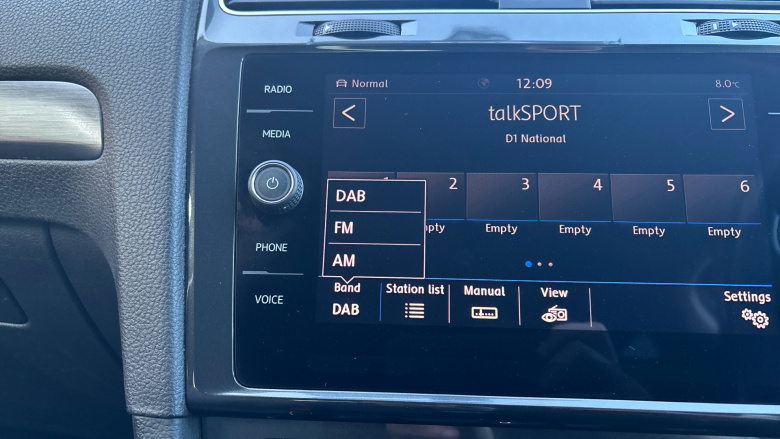 RADIO
MEDIA
PHONE
VOICE
Normal
12:09
8.0°C
<
talkSPORT
>
D1 National
2
3
4
5
6
Empty
Empty
Empty
Empty
DAB
FM
AM
Band
DAB
Station list
Manual
View
Settings